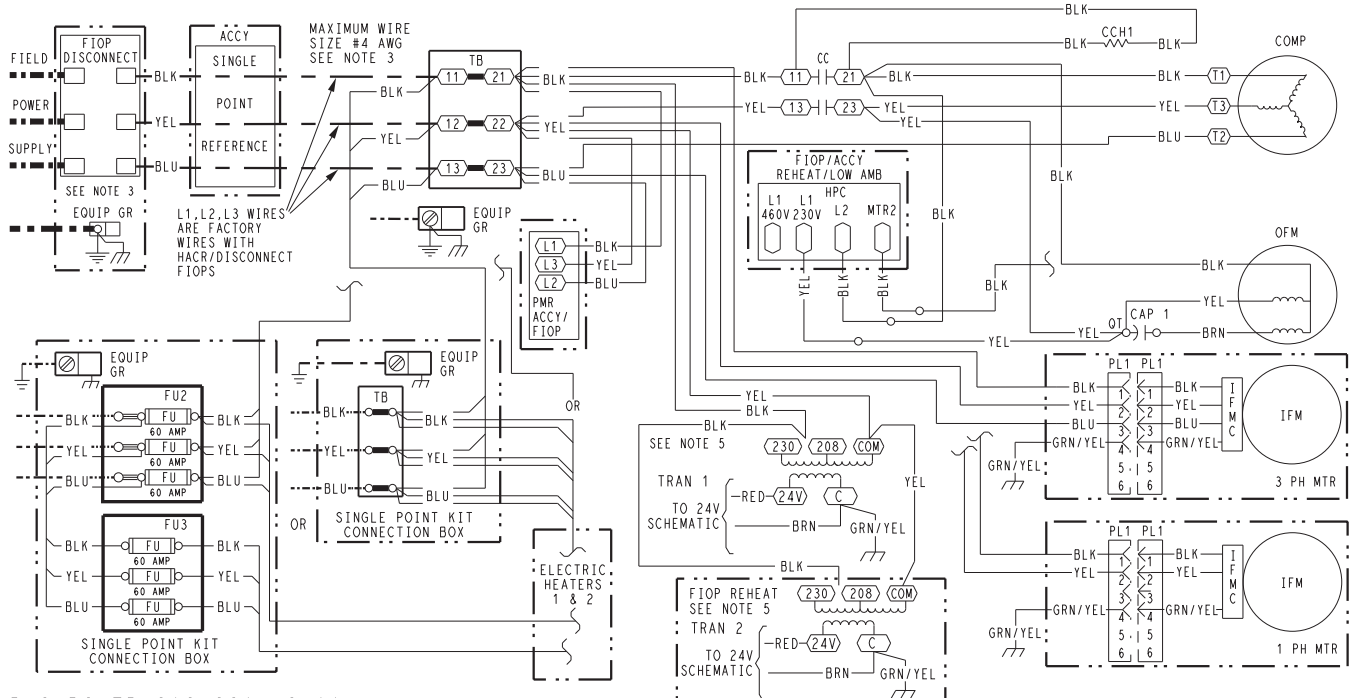 FIELD
POWER
SUPPLY
FIOP
DISCONNECT
SEE NOTE 3
EQUIP GR
BLK
YEL
BLU
ACCY
SINGLE
POINT
REFERENCE
MAXIMUM WIRE
SIZE #4 AWG
SEE NOTE 3
L1,L2,L3 WIRES
ARE FACTORY
WIRES WITH
HACR/DISCONNECT
FIOPS
BLK
YEL
BLU
TB
11 21
12 22
13 23
BLK
YEL
BLU
EQUIP
GR
L1 BLK
L3 YEL
L2 BLU
PMR
ACCY/
FIOP
BLK
BLK CCH1 BLK
CC
BLK 11 21 BLK
YEL 13 23 YEL
YEL
BLK T1
YEL T3
BLU T2
COMP
FIOP/ACCY
REHEAT/LOW AMB
HPC
L1 L1 L2 MTR2
460V 230V
YEL
BLK
BLK
BLK
BLK
BLK
YEL
OFM
BLK
YEL
YEL QT CAP 1 BRN
EQUIP
GR
FU2
BLK FU BLK
60 AMP
YEL FU YEL
60 AMP
BLU FU BLU
60 AMP
FU3
BLK FU BLK
60 AMP
YEL FU YEL
60 AMP
BLU FU BLU
60 AMP
SINGLE POINT KIT
CONNECTION BOX
OR
EQUIP
GR
TB
BLK BLK
YEL YEL
BLU BLU
SINGLE POINT KIT
CONNECTION BOX
OR
ELECTRIC
HEATERS
1 & 2
YEL
BLK
BLK
SEE NOTE 5
230 208 COM
TRAN 1
RED 24V C
TO 24V
SCHEMATIC
BRN GRN/YEL
YEL
BLK
FIOP REHEAT
SEE NOTE 5
230 208 COM
TRAN 2
RED 24V C
TO 24V
SCHEMATIC
BRN GRN/YEL
PL1 PL1
BLK 1 1 BLK
YEL 2 2 YEL
BLU 3 3 BLU
GRN/YEL 4 4 GRN/YEL
5 5
6 6
GRN/YEL
IFMC
IFM
3 PH MTR
PL1 PL1
BLK 1 1 BLK
YEL 2 2 YEL
3 3
GRN/YEL 4 4 GRN/YEL
5 5
6 6
GRN/YEL
IFMC
IFM
1 PH MTR